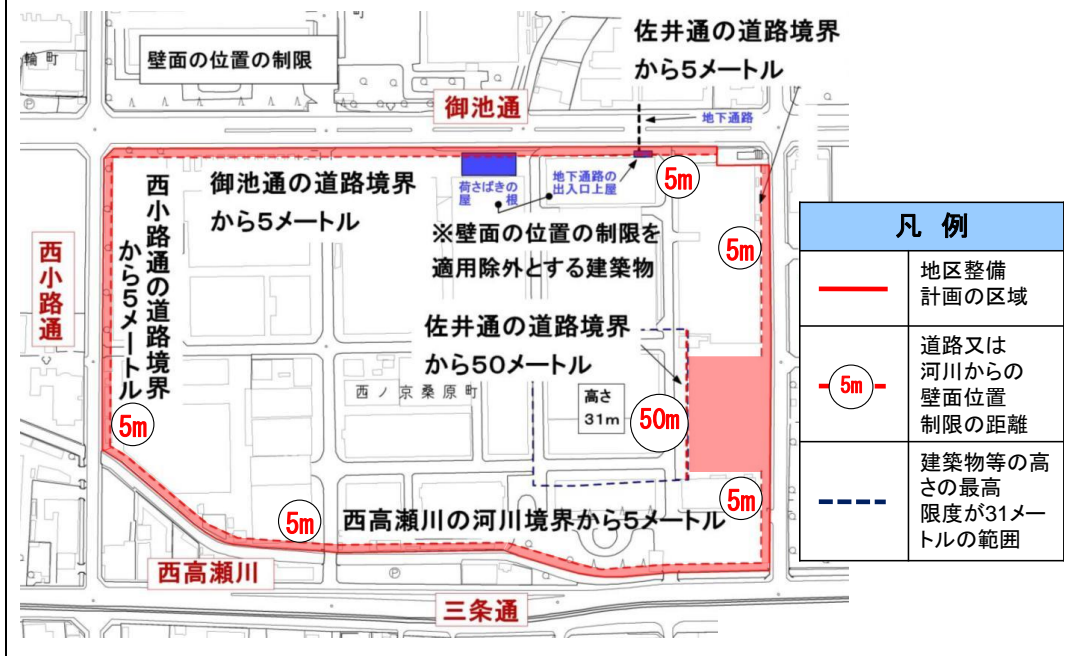 壁面の位置の制限
輪町
町
佐井通の道路境界
から5メートル
御池通
地下通路
西小路通
西小路通の道路境界
から5メートル
御池通の道路境界
から5メートル
荷さばきの
屋 根
地下通路の
出入口上屋
5m
※壁面の位置の制限を
適用除外とする建築物
5m
佐井通の道路境界
から50メートル
西ノ京桑原町
高さ
31m
50m
5m
5m
5m
西高瀬川の河川境界から5メートル
西高瀬川
Ⓟ
三条通
凡 例
地区整備
計画の区域
5m
道路又は
河川からの
壁面位置
制限の距離
建築物等の高
さの最高
限度が31メー
トルの範囲